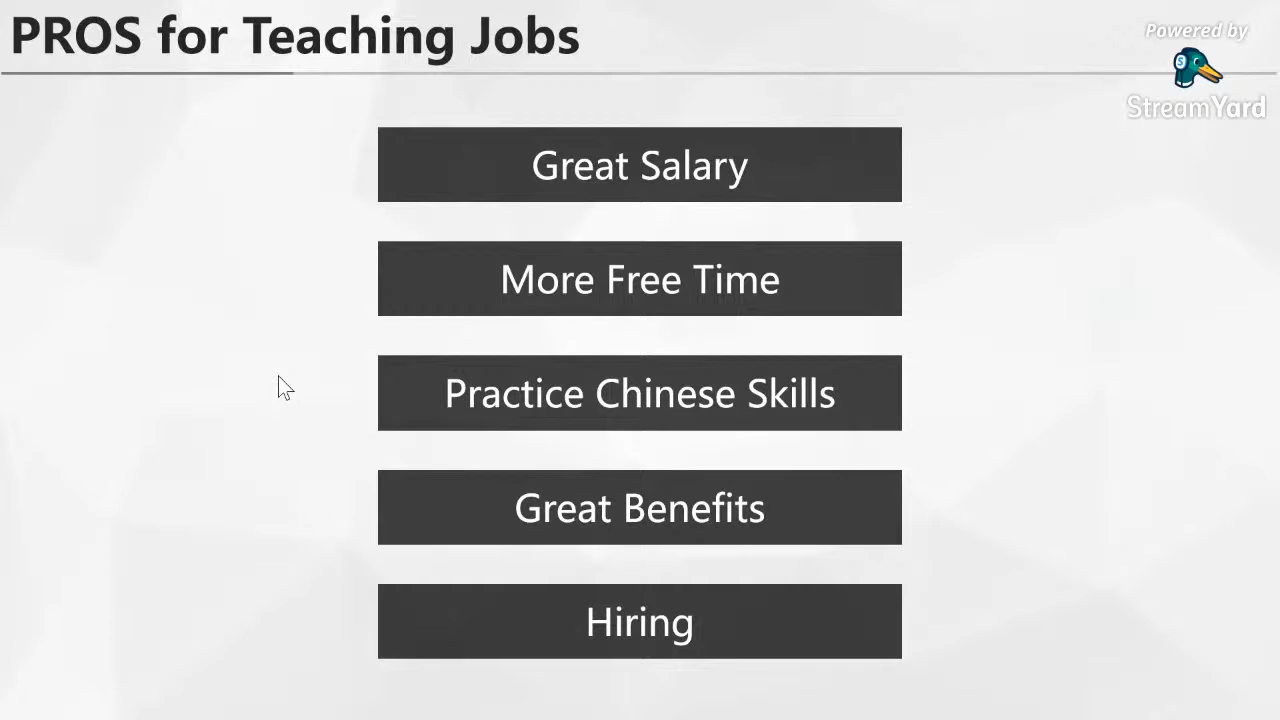 PROS for Teaching Jobs
Powered by
S
StreamYard
Great Salary
More Free Time
Practice Chinese Skills
Great Benefits
Hiring